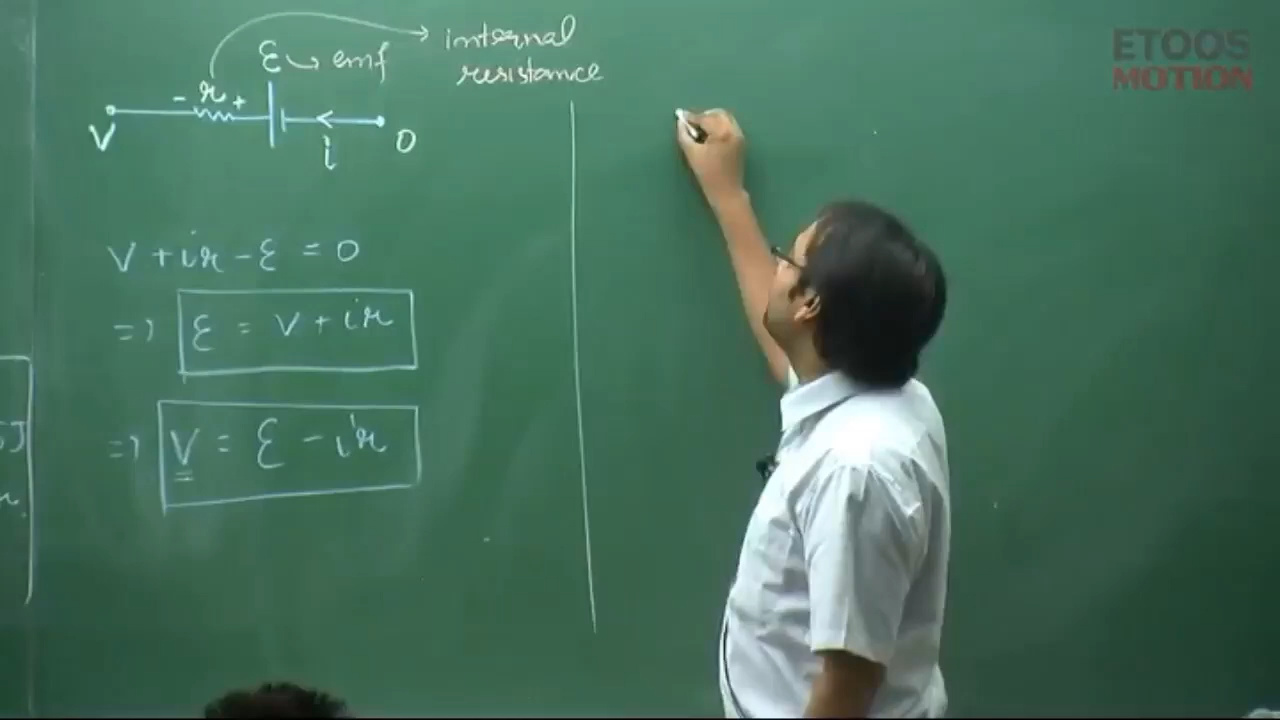 internal
resistance
ε → emf
- r +
V
i
0
V + ir - ε = 0
=> ε = V + ir
=> V = ε - ir
ETOOS
MOTION